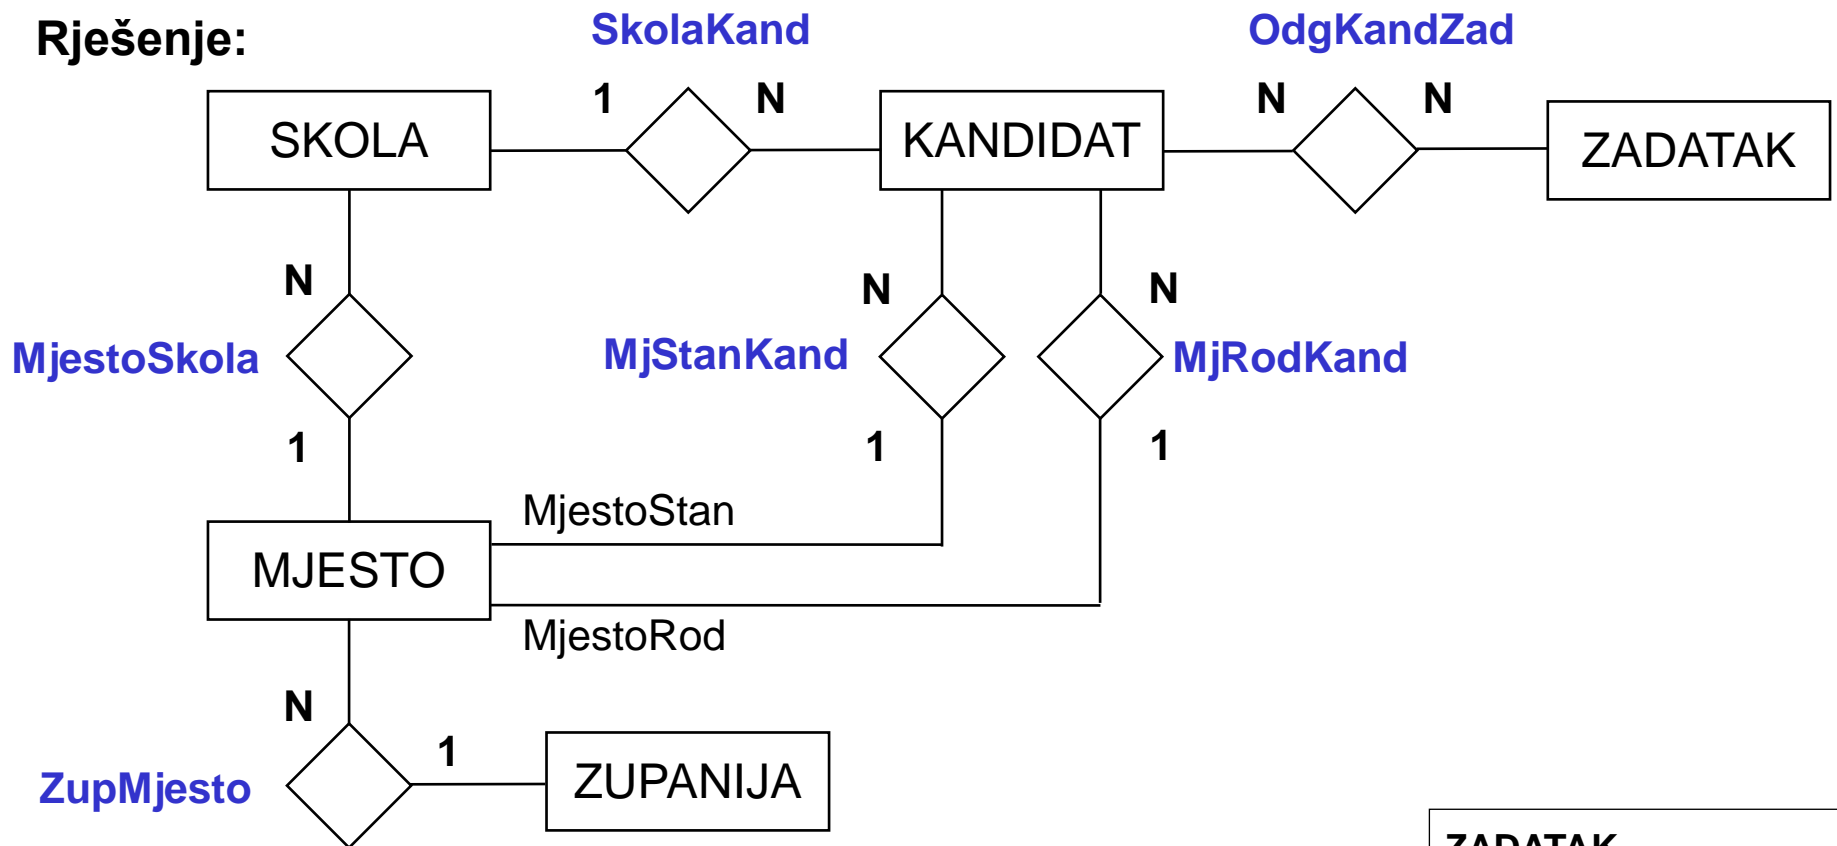 Rješenje:
SkolaKand
OdgKandZad
1
N
N
N
SKOLA
KANDIDAT
ZADATAK
N
N
N
MjestoSkola
MjStanKand
MjRodKand
1
1
1
MjestoStan
MJESTO
MjestoRod
N
1
ZupMjesto
ZUPANIJA
ZADATAK